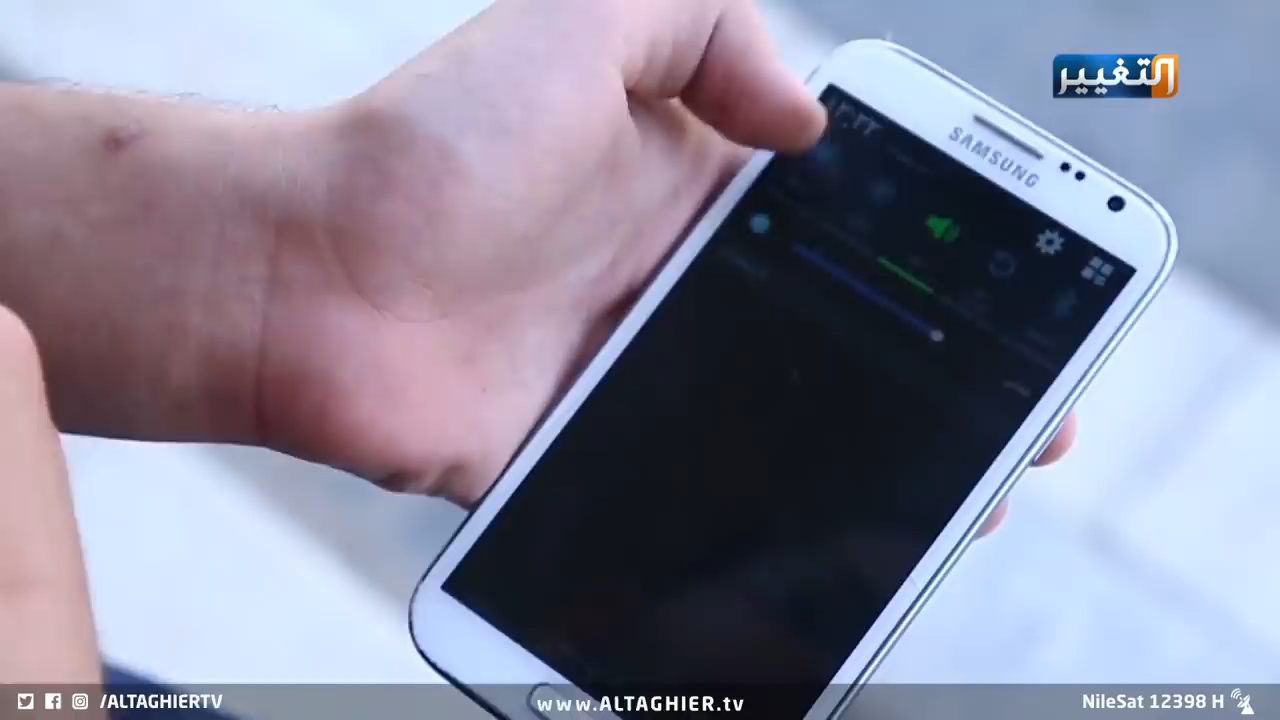 التغيير
SAMSUNG
/ALTAGHIERTV
www.ALTAGHIER.tv
NileSat 12398 H